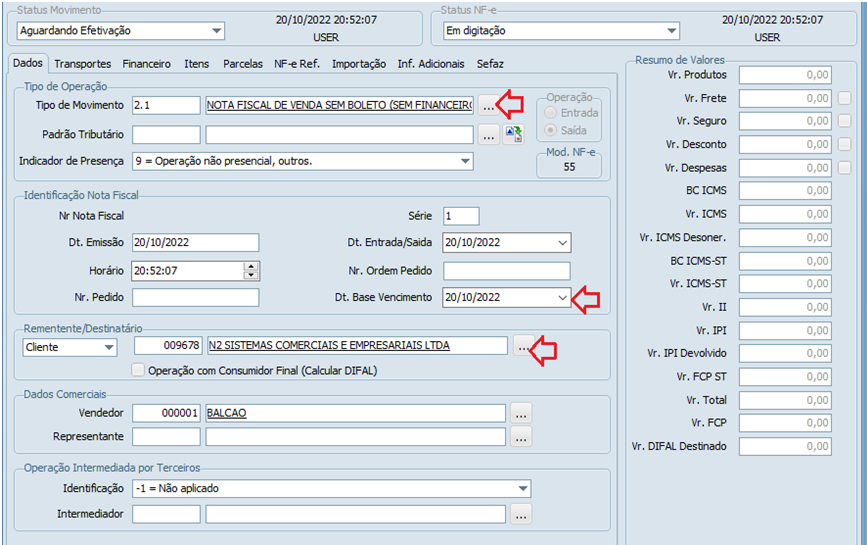 Status Movimento
Aguardando Efetivação
20/10/2022 20:52:07
USER
Status NF-e
Em digitação
20/10/2022 20:52:07
USER
Dados Transportes Financeiro Itens Parcelas NF-e Ref. Importação Inf. Adicionais Sefaz
Tipo de Operação
Tipo de Movimento 2.1 NOTA FISCAL DE VENDA SEM BOLETO (SEM FINANCEIRO ...
Padrão Tributário ...
Indicador de Presença 9 = Operação não presencial, outros.
Operação
Entrada
Saída
Mod. NF-e
55
Identificação Nota Fiscal
Nr Nota Fiscal Série 1
Dt. Emissão 20/10/2022 Dt. Entrada/Saida 20/10/2022
Horário 20:52:07 Nr. Ordem Pedido
Nr. Pedido Dt. Base Vencimento 20/10/2022
Rementente/Destinatário
Cliente 009678 N2 SISTEMAS COMERCIAIS E EMPRESARIAIS LTDA ...
Operação com Consumidor Final (Calcular DIFAL)
Dados Comerciais
Vendedor 000001 BALCAO ...
Representante ...
Operação Intermediada por Terceiros
Identificação -1 = Não aplicado
Intermediador ...
Resumo de Valores
Vr. Produtos 0,00
Vr. Frete 0,00
Vr. Seguro 0,00
Vr. Desconto 0,00
Vr. Despesas 0,00
BC ICMS 0,00
Vr. ICMS 0,00
Vr. ICMS Desoner. 0,00
BC ICMS-ST 0,00
Vr. ICMS-ST 0,00
Vr. II 0,00
Vr. IPI 0,00
Vr. IPI Devolvido 0,00
Vr. FCP ST 0,00
Vr. Total 0,00
Vr. FCP 0,00
Vr. DIFAL Destinado 0,00